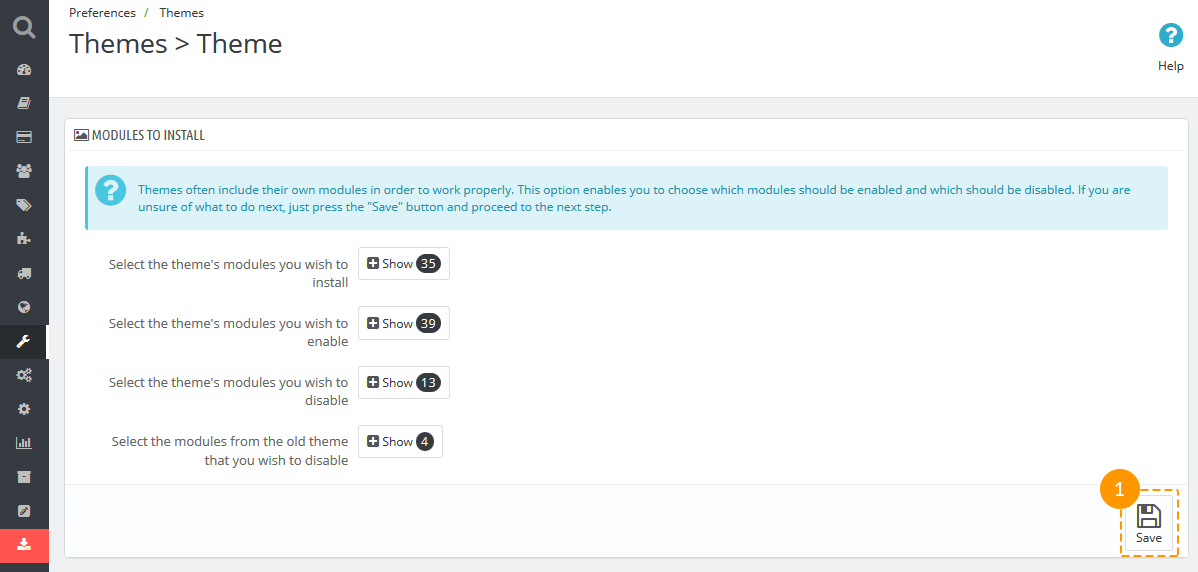 Preferences / Themes
Themes > Theme
Help
MODULES TO INSTALL
Themes often include their own modules in order to work properly. This option enables you to choose which modules should be enabled and which should be disabled. If you are
unsure of what to do next, just press the "Save" button and proceed to the next step.
Select the theme's modules you wish to
install
Show 35
Select the theme's modules you wish to
enable
Show 39
Select the theme's modules you wish to
disable
Show 13
Select the modules from the old theme
that you wish to disable
Show 4
1
Save